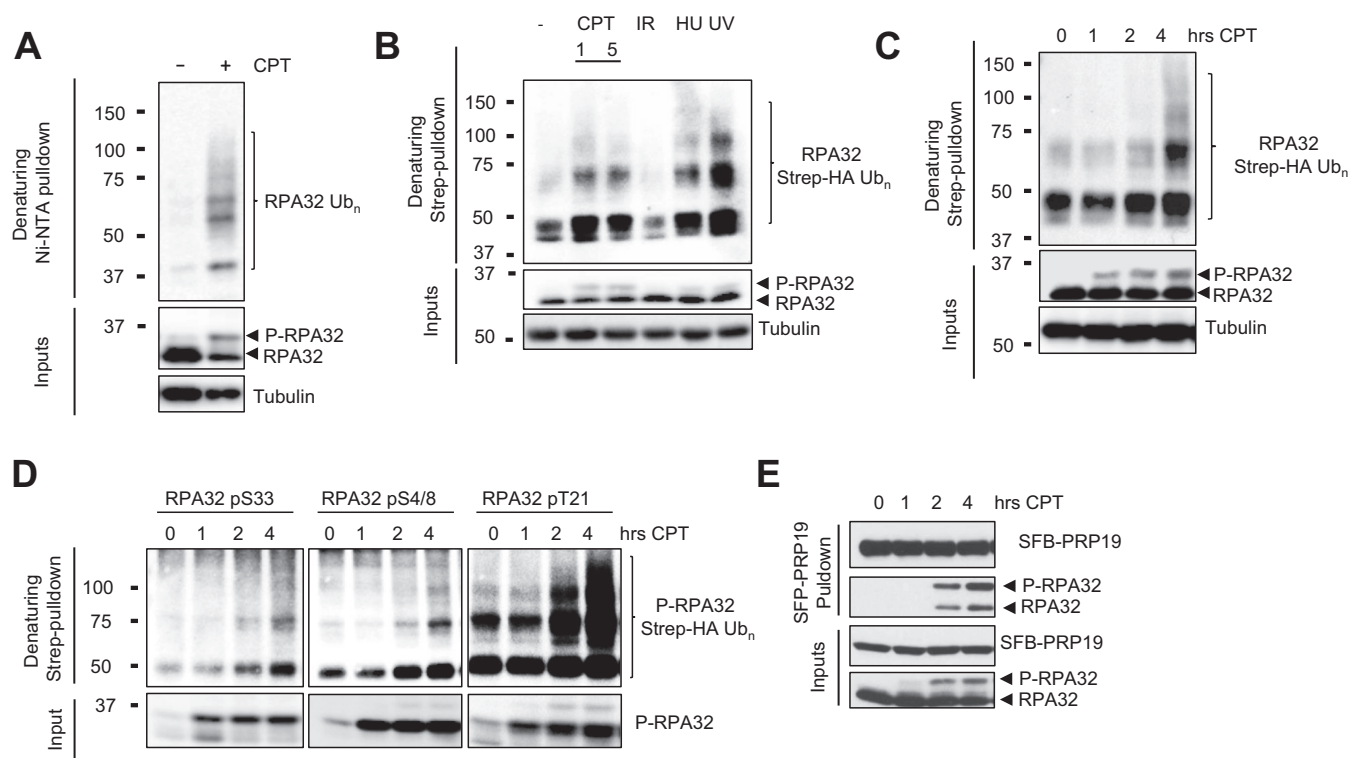 A
− + CPT
Denaturing
Ni-NTA pulldown
150
100
75
50
37
RPA32 Ubn
Inputs
37
P-RPA32
RPA32
Tubulin
B
- CPT IR HU UV
1 5
Denaturing
Strep-pulldown
150
100
75
50
37
RPA32
Strep-HA Ubn
Inputs
37
P-RPA32
RPA32
50
Tubulin
C
0 1 2 4 hrs CPT
Denaturing
Strep-pulldown
150
100
75
50
37
RPA32
Strep-HA Ubn
Inputs
37
P-RPA32
RPA32
50
Tubulin
D
RPA32 pS33 RPA32 pS4/8 RPA32 pT21
0 1 2 4 0 1 2 4 0 1 2 4 hrs CPT
Denaturing
Strep-pulldown
100
75
50
P-RPA32
Strep-HA Ubn
Input
37
P-RPA32
E
0 1 2 4 hrs CPT
SFP-PRP19
Puldown
SFB-PRP19
P-RPA32
RPA32
Inputs
SFB-PRP19
P-RPA32
RPA32